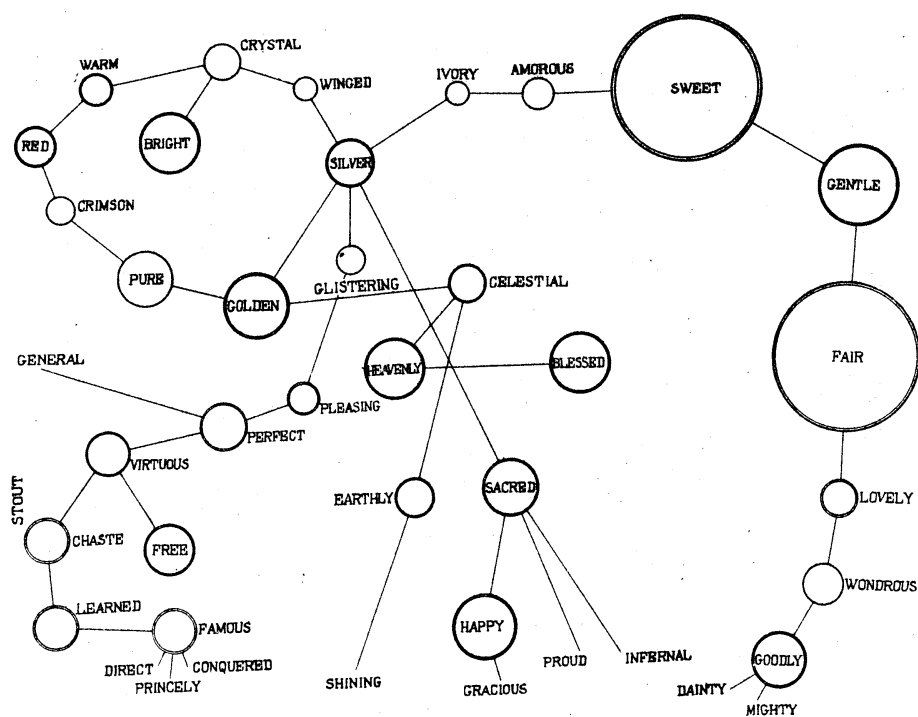 CRYSTAL
WARM
WINGED
IVORY
AMOROUS
SWEET
RED
BRIGHT
SILVER
GENTLE
CRIMSON
PURE
GOLDEN
GLISTERING
CELESTIAL
GENERAL
HEAVENLY
BLESSED
FAIR
PLEASING
PERFECT
VIRTUOUS
STOUT
EARTHLY
SACRED
LOVELY
CHASTE
FREE
WONDROUS
LEARNED
FAMOUS
HAPPY
DIRECT
CONQUERED
PRINCELY
SHINING
GRACIOUS
PROUD
INFERNAL
GOODLY
DAINTY
MIGHTY